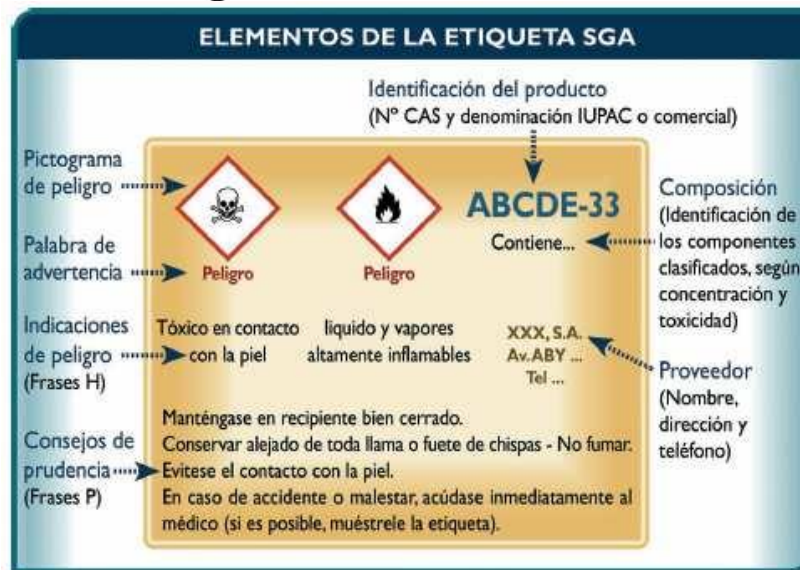 ELEMENTOS DE LA ETIQUETA SGA
Identificación del producto
(Nº CAS y denominación IUPAC o comercial)
Pictograma
de peligro
ABCDE-33
Contiene...
Composición
(Identificación de
los componentes
clasificados, según
concentración y
toxicidad)
Palabra de
advertencia
Peligro
Peligro
Indicaciones
de peligro
(Frases H)
Tóxico en contacto
con la piel
liquido y vapores
altamente inflamables
XXX, S.A.
Av. ABY ...
Tel ...
Proveedor
(Nombre,
dirección y
teléfono)
Consejos de
prudencia
(Frases P)
Manténgase en recipiente bien cerrado.
Conservar alejado de toda llama o fuete de chispas - No fumar.
Evitese el contacto con la piel.
En caso de accidente o malestar, acúdase inmediatamente al
médico (si es posible, muéstrele la etiqueta).